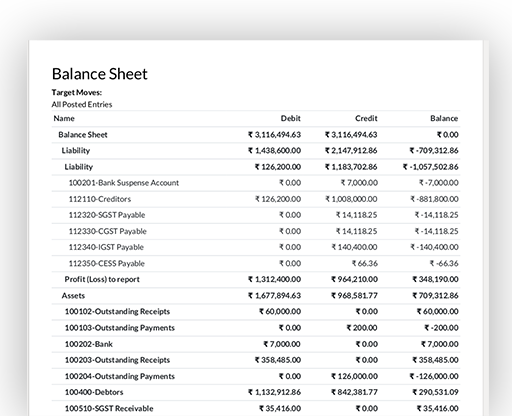 Balance Sheet
Target Moves:
All Posted Entries
Name Debit Credit Balance
Balance Sheet ₹ 3,116,494.63 ₹ 3,116,494.63 ₹ 0.00
Liability ₹ 1,438,600.00 ₹ 2,147,912.86 ₹ -709,312.86
Liability ₹ 126,200.00 ₹ 1,183,702.86 ₹ -1,057,502.86
100201-Bank Suspense Account ₹ 0.00 ₹ 7,000.00 ₹ -7,000.00
112110-Creditors ₹ 126,200.00 ₹ 1,008,000.00 ₹ -881,800.00
112320-SGST Payable ₹ 0.00 ₹ 14,118.25 ₹ -14,118.25
112330-CGST Payable ₹ 0.00 ₹ 14,118.25 ₹ -14,118.25
112340-IGST Payable ₹ 0.00 ₹ 140,400.00 ₹ -140,400.00
112350-CESS Payable ₹ 0.00 ₹ 66.36 ₹ -66.36
Profit (Loss) to report ₹ 1,312,400.00 ₹ 964,210.00 ₹ 348,190.00
Assets ₹ 1,677,894.63 ₹ 968,581.77 ₹ 709,312.86
100102-Outstanding Receipts ₹ 60,000.00 ₹ 0.00 ₹ 60,000.00
100103-Outstanding Payments ₹ 0.00 ₹ 200.00 ₹ -200.00
100202-Bank ₹ 7,000.00 ₹ 0.00 ₹ 7,000.00
100203-Outstanding Receipts ₹ 358,485.00 ₹ 0.00 ₹ 358,485.00
100204-Outstanding Payments ₹ 0.00 ₹ 126,000.00 ₹ -126,000.00
100400-Debtors ₹ 1,132,912.86 ₹ 842,381.77 ₹ 290,531.09
100510-SGST Receivable ₹ 35,416.00 ₹ 0.00 ₹ 35,416.00